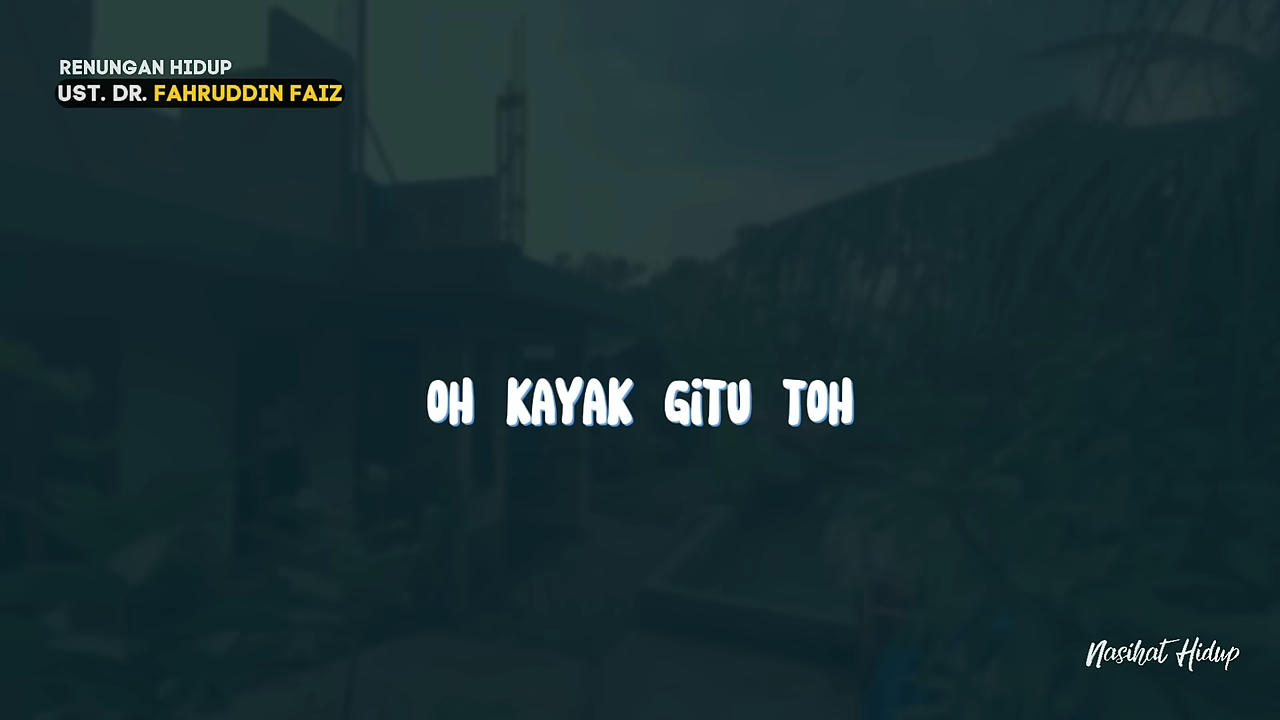 RENUNGAN HIDUP
UST. DR. FAHRUDDIN FAIZ
OH KAYAK GiTU TOH
Nasihat Hidup